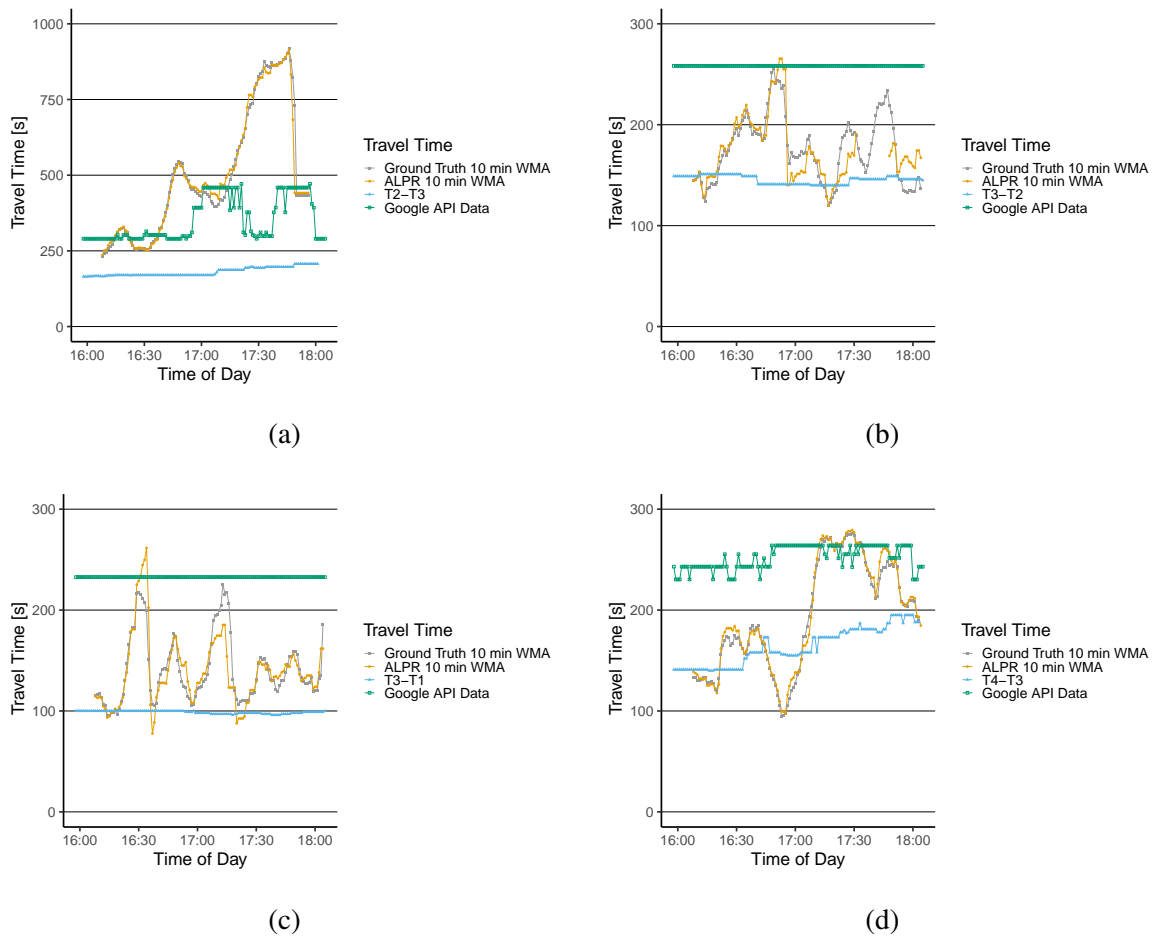 1000
750
500
250
0
Travel Time [s]
16:00 16:30 17:00 17:30 18:00
Time of Day
Travel Time
Ground Truth 10 min WMA
ALPR 10 min WMA
T2−T3
Google API Data
(a)
300
200
100
0
Travel Time [s]
16:00 16:30 17:00 17:30 18:00
Time of Day
Travel Time
Ground Truth 10 min WMA
ALPR 10 min WMA
T3−T2
Google API Data
(b)
300
200
100
0
Travel Time [s]
16:00 16:30 17:00 17:30 18:00
Time of Day
Travel Time
Ground Truth 10 min WMA
ALPR 10 min WMA
T3−T1
Google API Data
(c)
300
200
100
0
Travel Time [s]
16:00 16:30 17:00 17:30 18:00
Time of Day
Travel Time
Ground Truth 10 min WMA
ALPR 10 min WMA
T4−T3
Google API Data
(d)